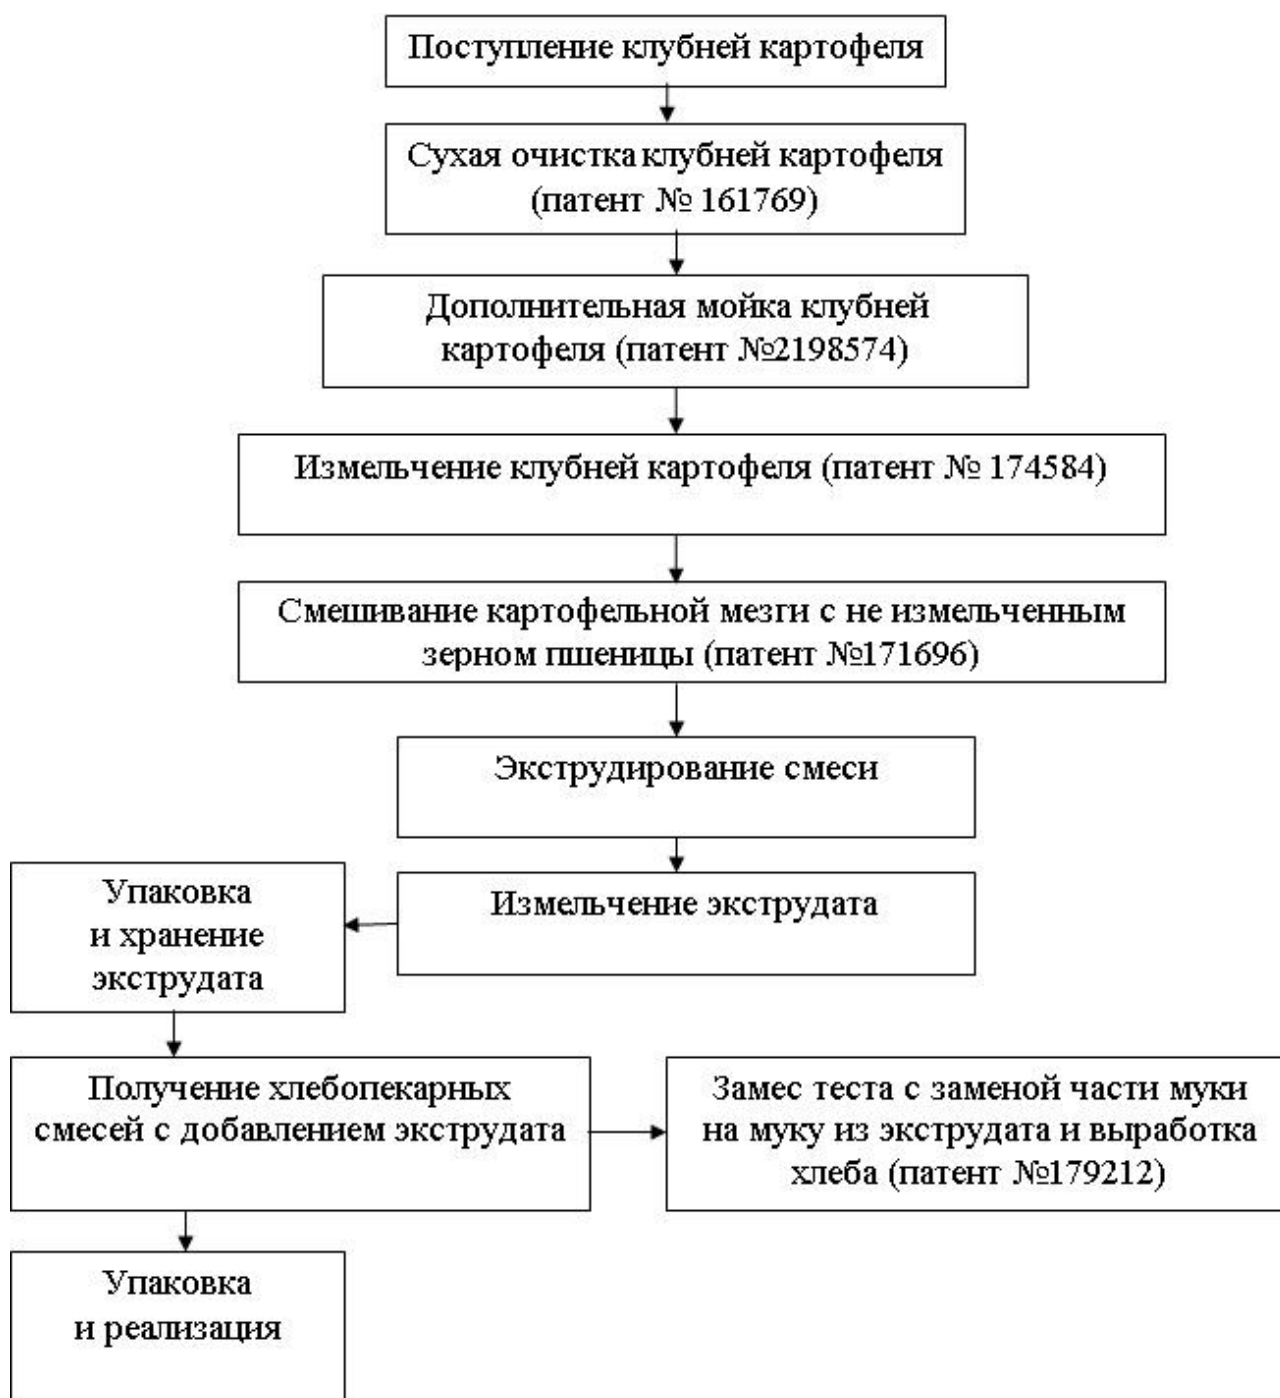 Поступление клубней картофеля
Сухая очистка клубней картофеля
(патент № 161769)
Дополнительная мойка клубней
картофеля (патент №2198574)
Измельчение клубней картофеля (патент № 174584)
Смешивание картофельной мезги с не измельченным
зерном пшеницы (патент №171696)
Экструдирование смеси
Измельчение экструдата
Упаковка
и хранение
экструдата
Получение хлебопекарных
смесей с добавлением экструдата
Замес теста с заменой части муки
на муку из экструдата и выработка
хлеба (патент №179212)
Упаковка
и реализация